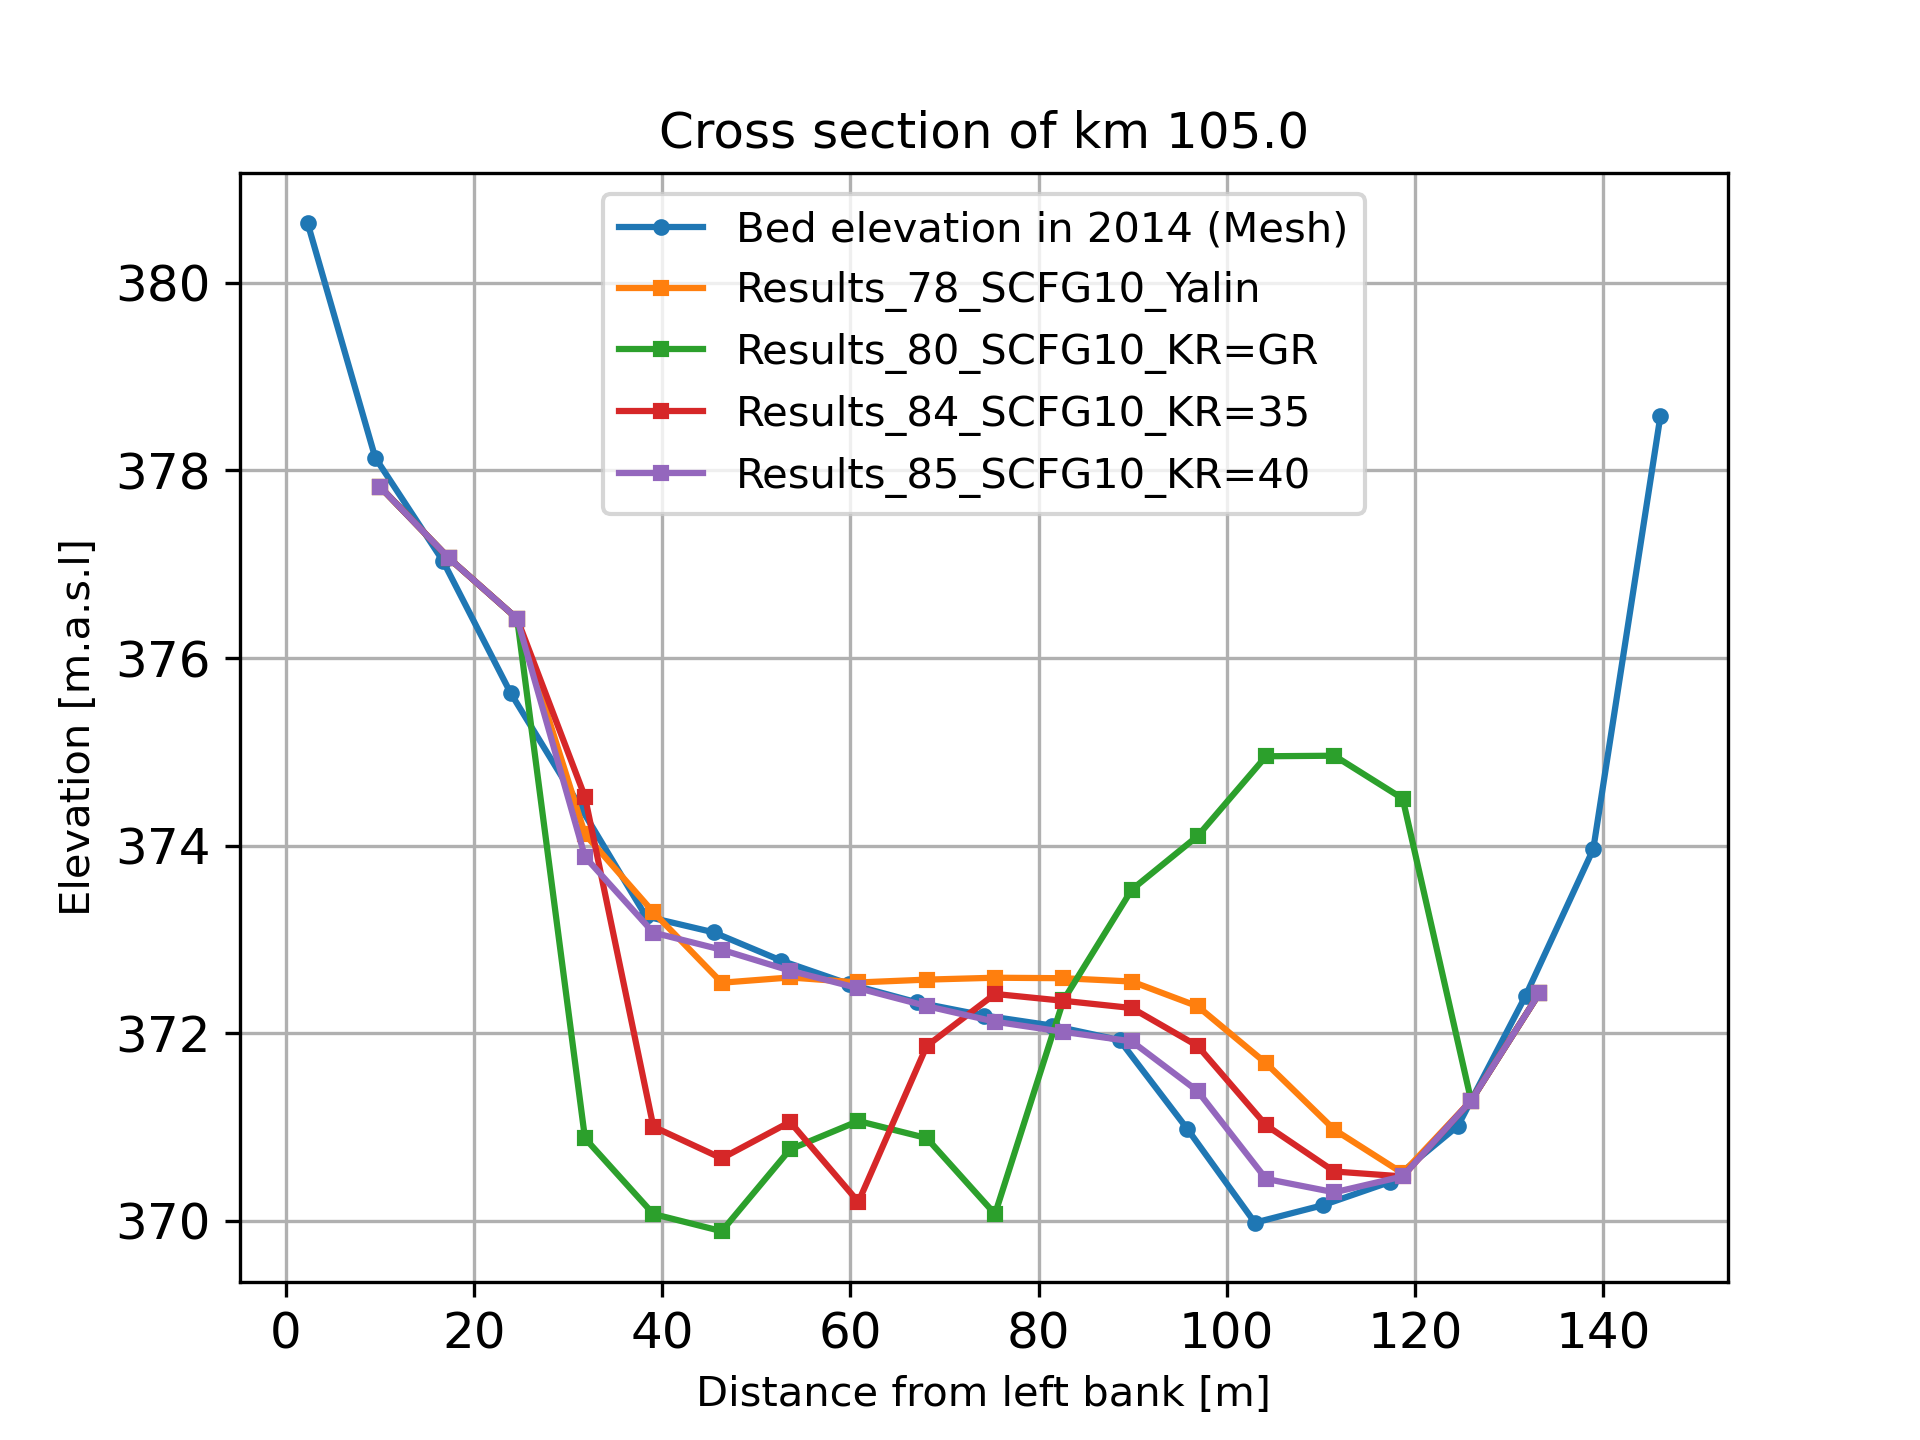 Cross section of km 105.0
Bed elevation in 2014 (Mesh)
Results_78_SCFG10_Yalin
Results_80_SCFG10_KR=GR
Results_84_SCFG10_KR=35
Results_85_SCFG10_KR=40
Elevation [m.a.s.l]
380
378
376
374
372
370
0 20 40 60 80 100 120 140
Distance from left bank [m]